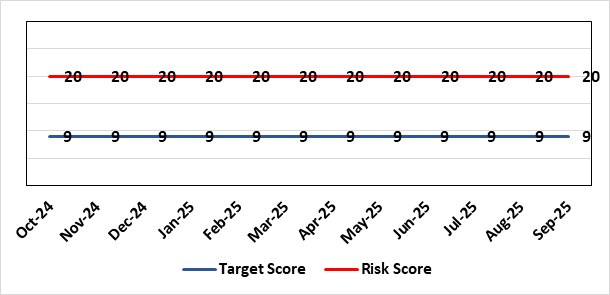 20 20 20 20 20 20 20 20 20 20 20 20
9 9 9 9 9 9 9 9 9 9 9 9
Oct-24 Nov-24 Dec-24 Jan-25 Feb-25 Mar-25 Apr-25 May-25 Jun-25 Jul-25 Aug-25 Sep-25
Target Score Risk Score